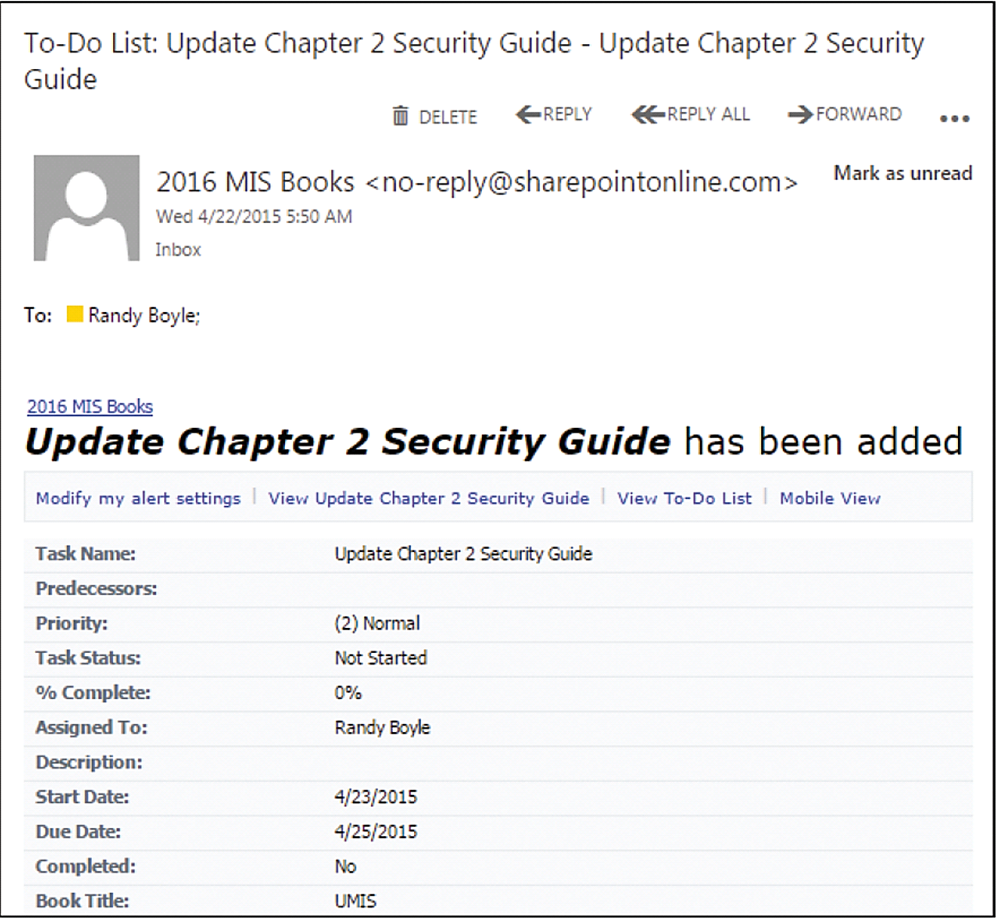 To-Do List: Update Chapter 2 Security Guide - Update Chapter 2 Security
Guide
DELETE REPLY REPLY ALL FORWARD ...
2016 MIS Books <no-reply@sharepointonline.com> Mark as unread
Wed 4/22/2015 5:50 AM
Inbox
To: Randy Boyle;
2016 MIS Books
Update Chapter 2 Security Guide has been added
Modify my alert settings | View Update Chapter 2 Security Guide | View To-Do List | Mobile View
Task Name: Update Chapter 2 Security Guide
Predecessors:
Priority: (2) Normal
Task Status: Not Started
% Complete: 0%
Assigned To: Randy Boyle
Description:
Start Date: 4/23/2015
Due Date: 4/25/2015
Completed: No
Book Title: UMIS